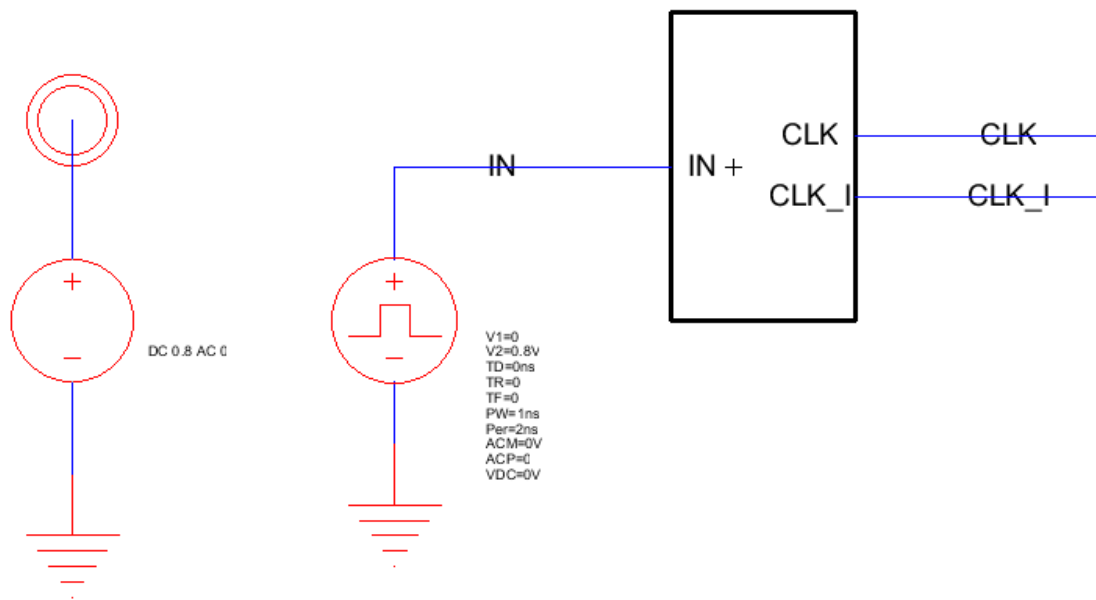 CLK
CLK
IN
IN +
CLK_I
CLK_I
DC 0.8 AC 0
V1=0
V2=0.8V
TD=0ns
TR=0
TF=0
PW=1ns
Per=2ns
ACM=0V
ACP=0
VDC=0V